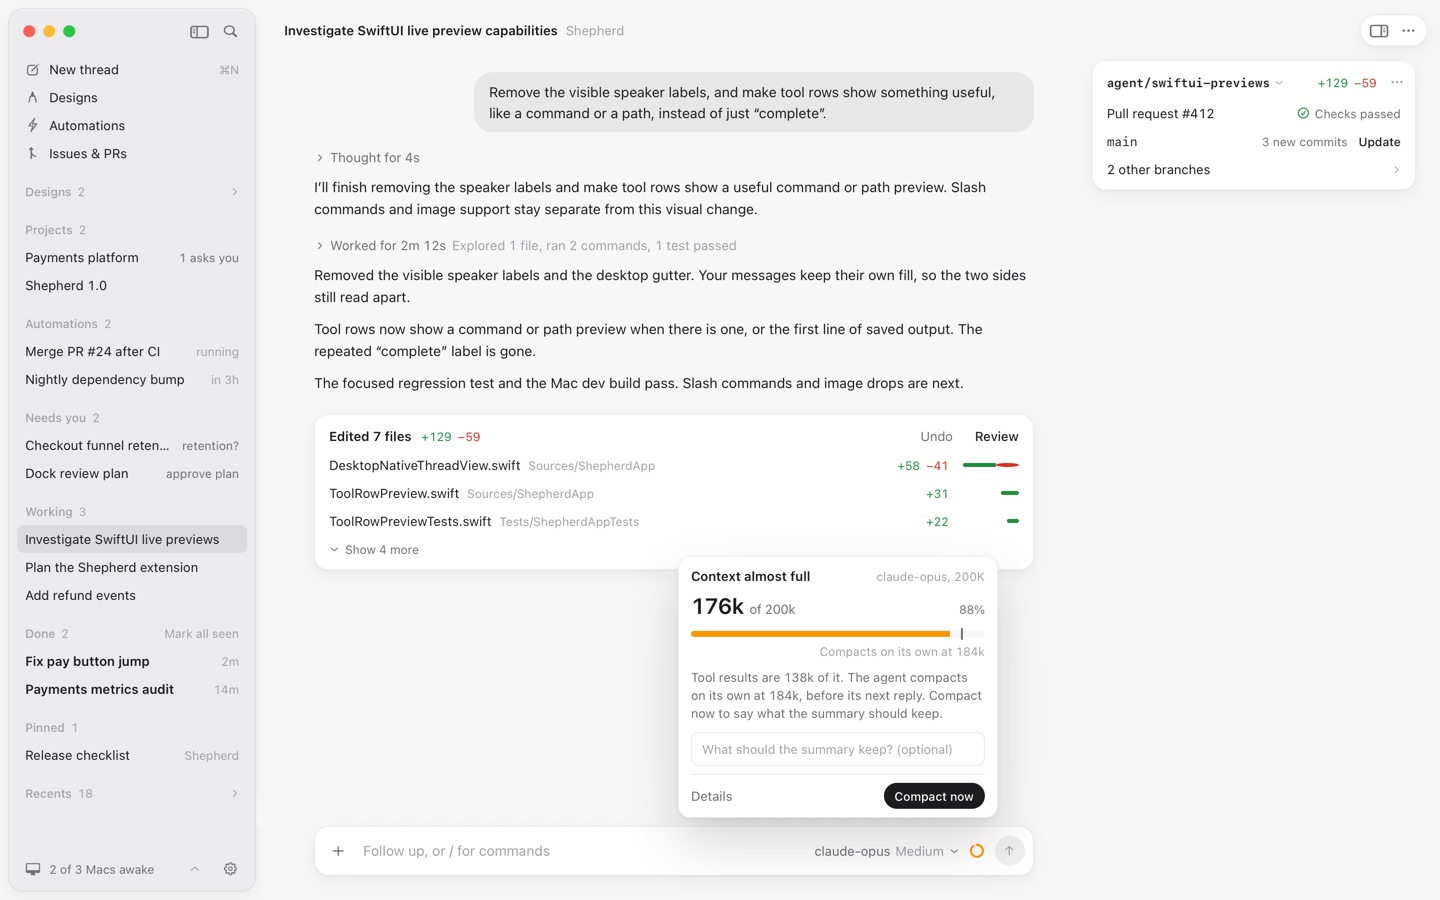 New thread ⌘N
Designs
Automations
Issues & PRs
Designs 2
Projects 2
Payments platform 1 asks you
Shepherd 1.0
Automations 2
Merge PR #24 after CI running
Nightly dependency bump in 3h
Needs you 2
Checkout funnel reten... retention?
Dock review plan approve plan
Working 3
Investigate SwiftUI live previews
Plan the Shepherd extension
Add refund events
Done 2 Mark all seen
Fix pay button jump 2m
Payments metrics audit 14m
Pinned 1
Release checklist Shepherd
Recents 18
2 of 3 Macs awake
Investigate SwiftUI live preview capabilities Shepherd
Remove the visible speaker labels, and make tool rows show something useful,
like a command or a path, instead of just “complete”.
Thought for 4s
I’ll finish removing the speaker labels and make tool rows show a useful command or path preview. Slash
commands and image support stay separate from this visual change.
Worked for 2m 12s Explored 1 file, ran 2 commands, 1 test passed
Removed the visible speaker labels and the desktop gutter. Your messages keep their own fill, so the two sides
still read apart.
Tool rows now show a command or path preview when there is one, or the first line of saved output. The
repeated “complete” label is gone.
The focused regression test and the Mac dev build pass. Slash commands and image drops are next.
Edited 7 files +129 −59 Undo Review
DesktopNativeThreadView.swift Sources/ShepherdApp +58 −41
ToolRowPreview.swift Sources/ShepherdApp +31
ToolRowPreviewTests.swift Tests/ShepherdAppTests +22
Show 4 more
Context almost full claude-opus, 200K
176k of 200k 88%
Compacts on its own at 184k
Tool results are 138k of it. The agent compacts
on its own at 184k, before its next reply. Compact
now to say what the summary should keep.
What should the summary keep? (optional)
Details Compact now
Follow up, or / for commands claude-opus Medium
agent/swiftui-previews +129 −59
Pull request #412 Checks passed
main 3 new commits Update
2 other branches